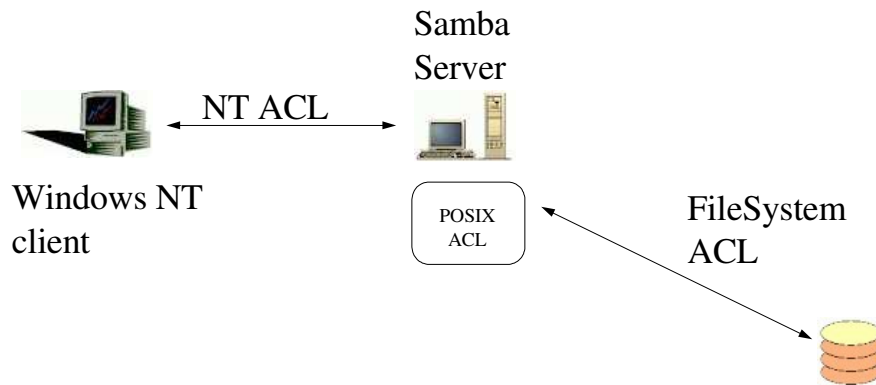 Samba
Server
NT ACL
Windows NT
client
POSIX
ACL
FileSystem
ACL